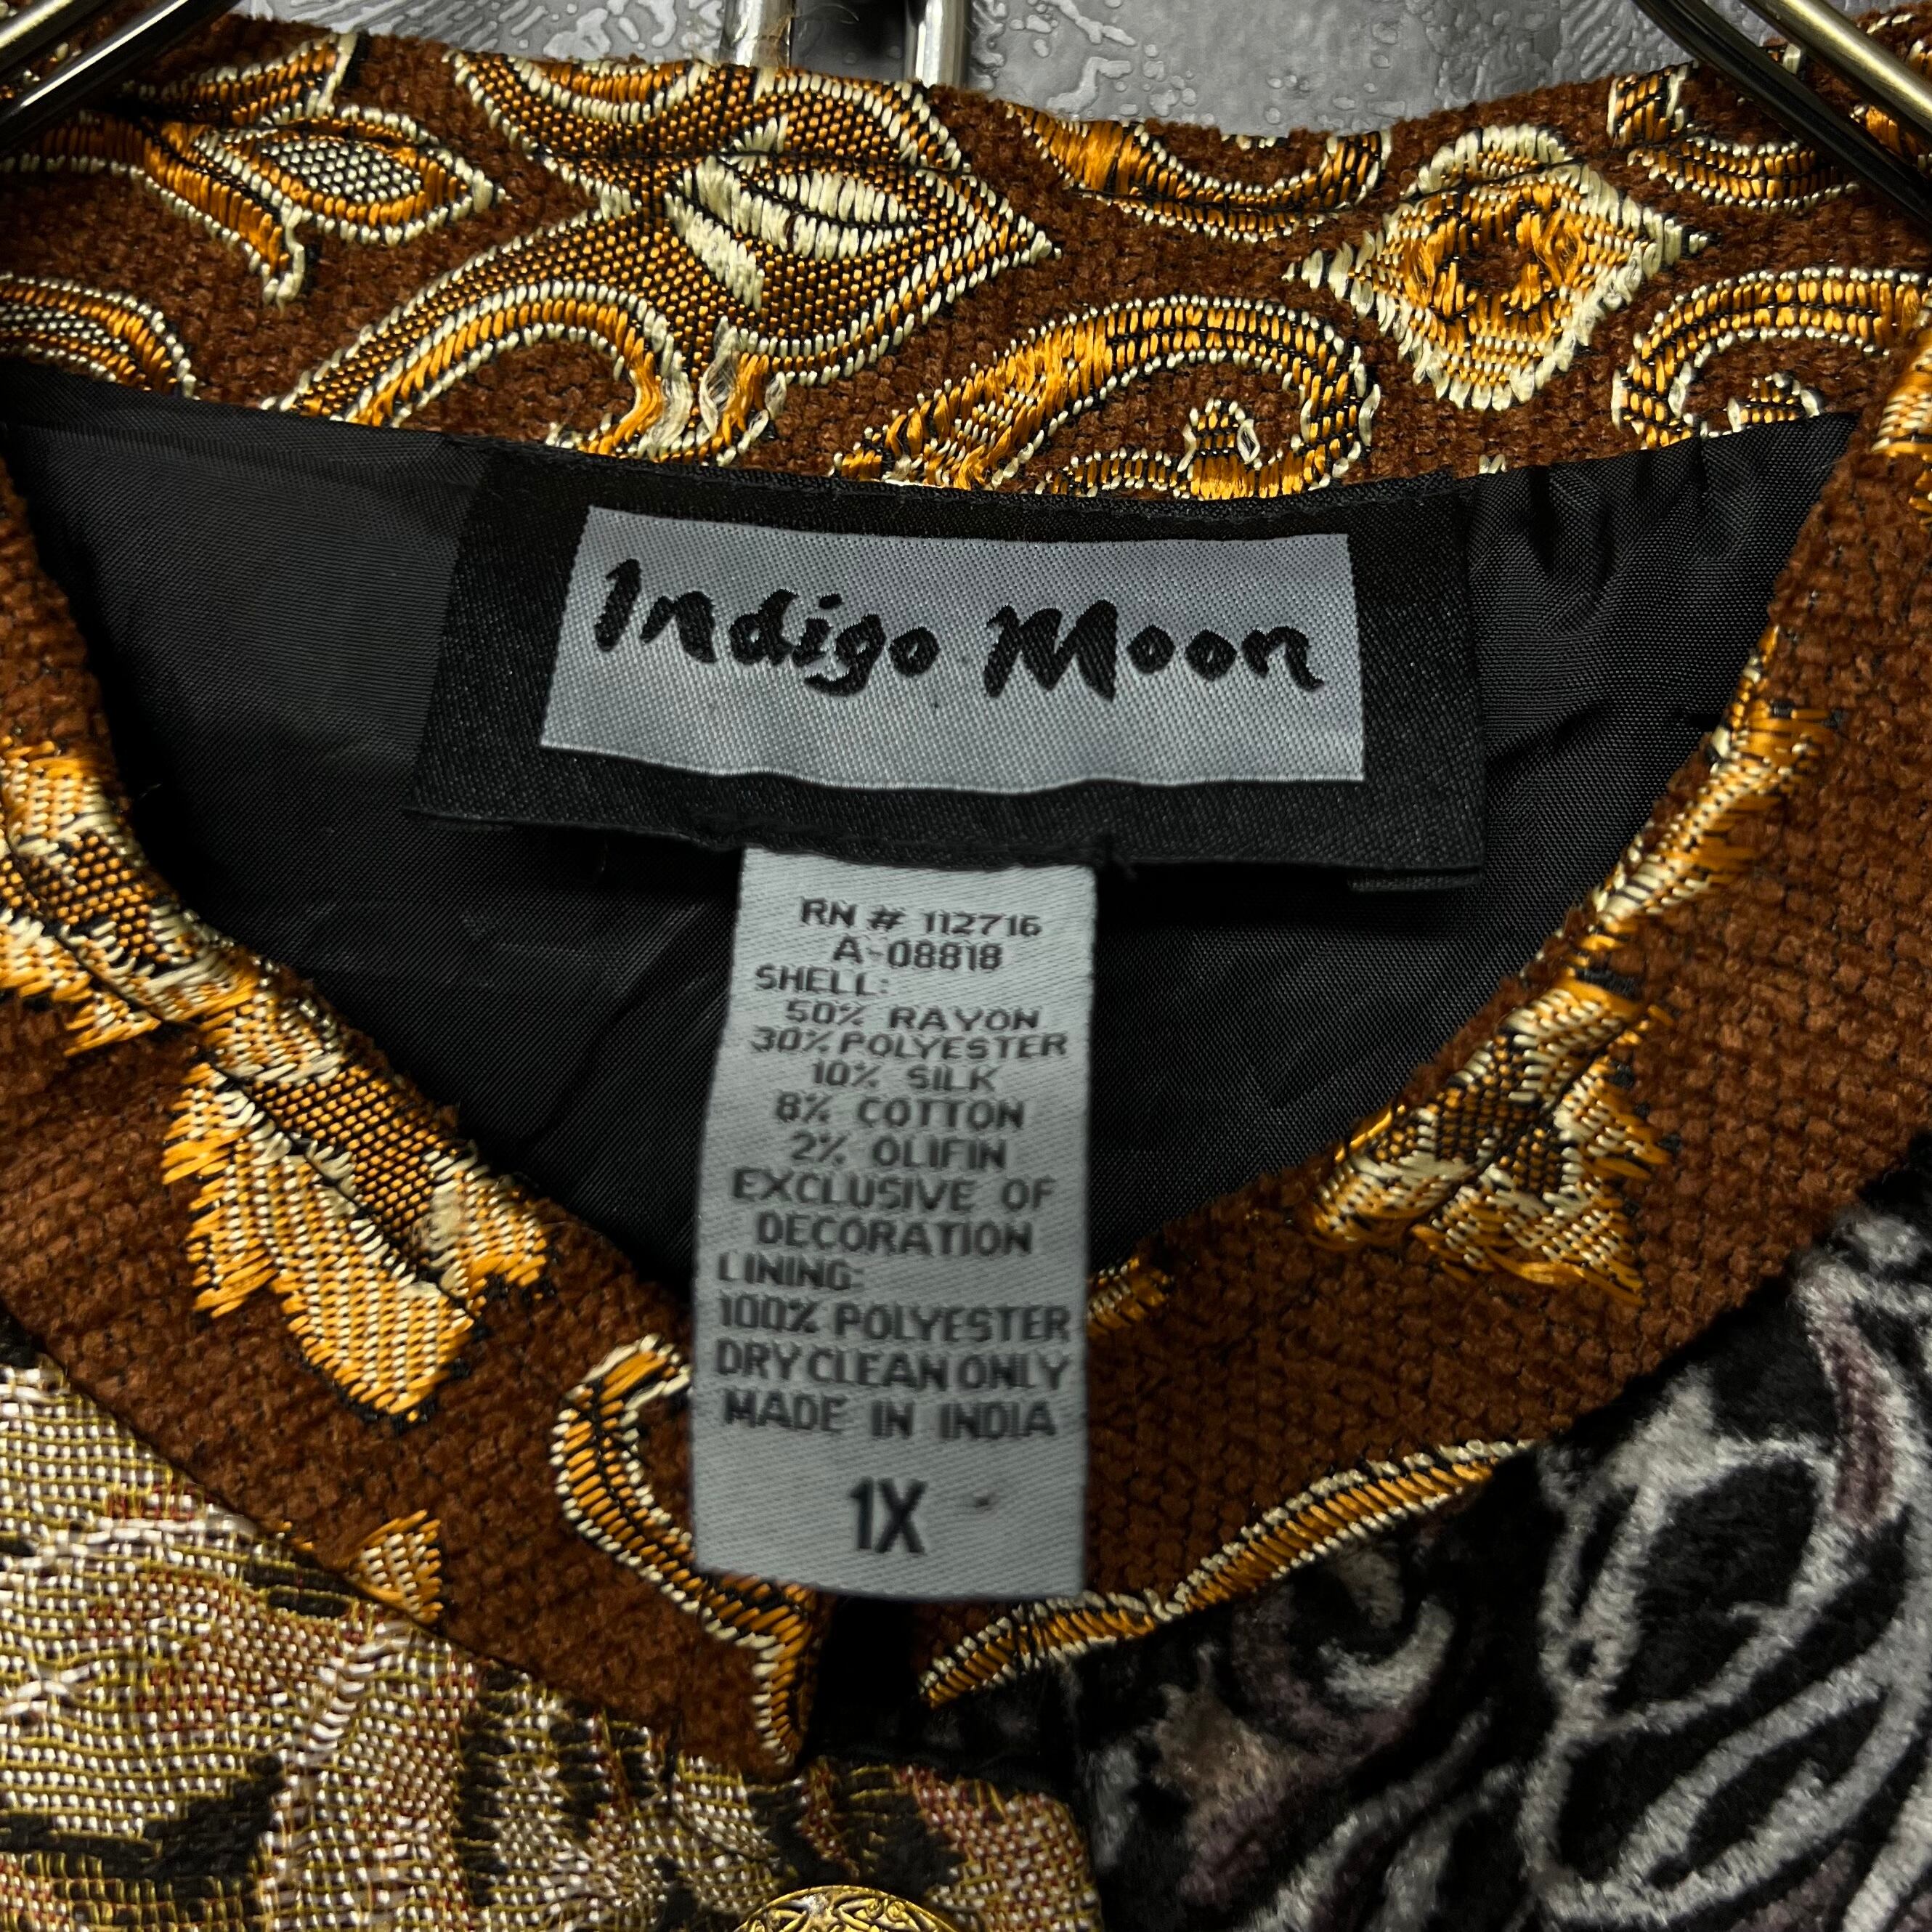 Indigo Moon
RN # 112716
A-08818
SHELL:
50% RAYON
30% POLYESTER
10% SILK
8% COTTON
2% OLIFIN
EXCLUSIVE OF
DECORATION
LINING:
100% POLYESTER
DRY CLEAN ONLY
MADE IN INDIA
1X